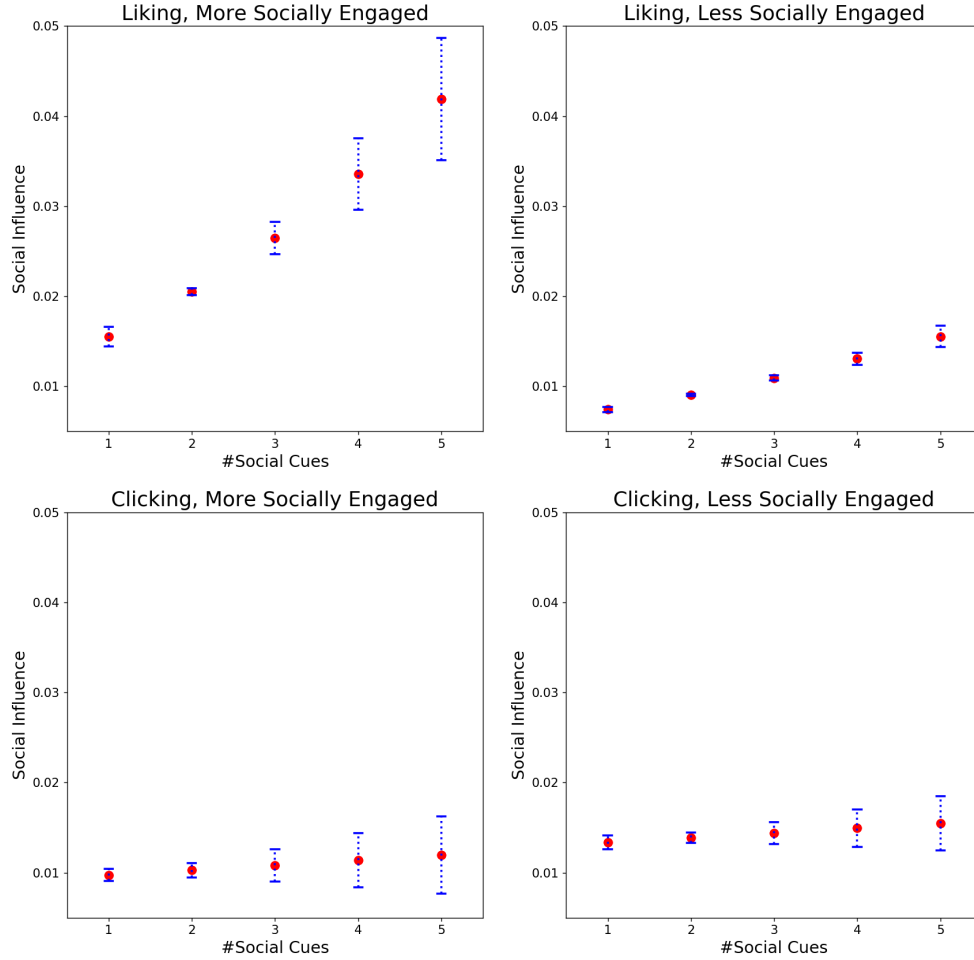 Liking, More Socially Engaged
0.05
0.04
0.03
0.02
0.01
Social Influence
1 2 3 4 5
#Social Cues
Liking, Less Socially Engaged
0.05
0.04
0.03
0.02
0.01
Social Influence
1 2 3 4 5
#Social Cues
Clicking, More Socially Engaged
0.05
0.04
0.03
0.02
0.01
Social Influence
1 2 3 4 5
#Social Cues
Clicking, Less Socially Engaged
0.05
0.04
0.03
0.02
0.01
Social Influence
1 2 3 4 5
#Social Cues